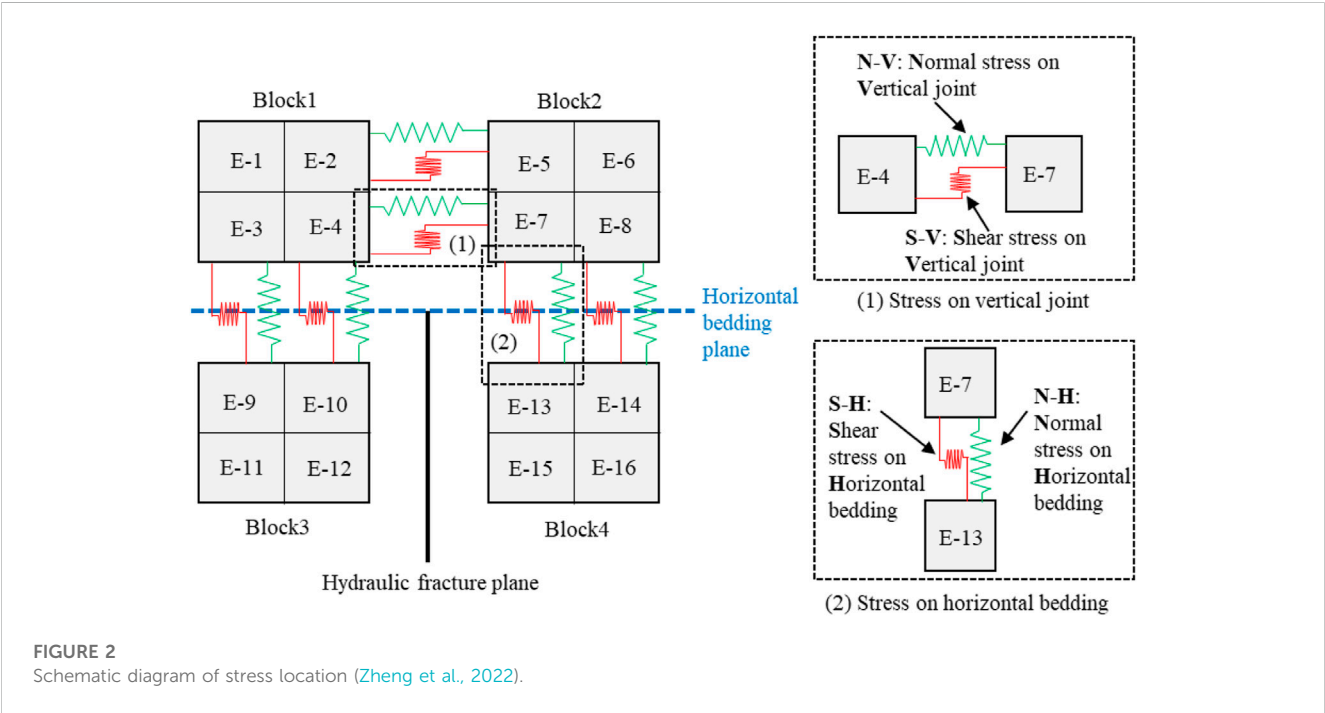 Block1
Block2
E-1
E-2
E-5
E-6
E-3
E-4
E-7
E-8
(1)
(2)
Horizontal
bedding
plane
E-9
E-10
E-13
E-14
E-11
E-12
E-15
E-16
Block3
Block4
Hydraulic fracture plane
N-V: Normal stress on
Vertical joint
E-4
E-7
S-V: Shear stress on
Vertical joint
(1) Stress on vertical joint
E-7
S-H:
Shear
stress on
Horizontal
bedding
N-H:
Normal
stress on
Horizontal
bedding
E-13
(2) Stress on horizontal bedding
FIGURE 2
Schematic diagram of stress location (Zheng et al., 2022).